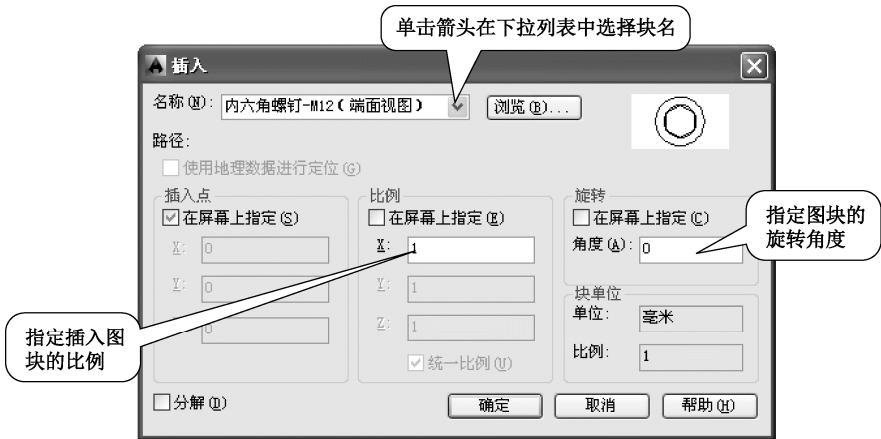 单击箭头在下拉列表中选择块名
插入
名称(N): 内六角螺钉-M12(端面视图) 浏览(B)...
路径:
使用地理数据进行定位(G)
插入点
在屏幕上指定(S)
X: 0
Y: 0
0
比例
在屏幕上指定(E)
X: 1
Y: 1
Z: 1
统一比例(U)
旋转
在屏幕上指定(C)
角度(A): 0
块单位
单位: 毫米
比例: 1
指定图块的
旋转角度
指定插入图
块的比例
分解(D)
确定 取消 帮助(H)